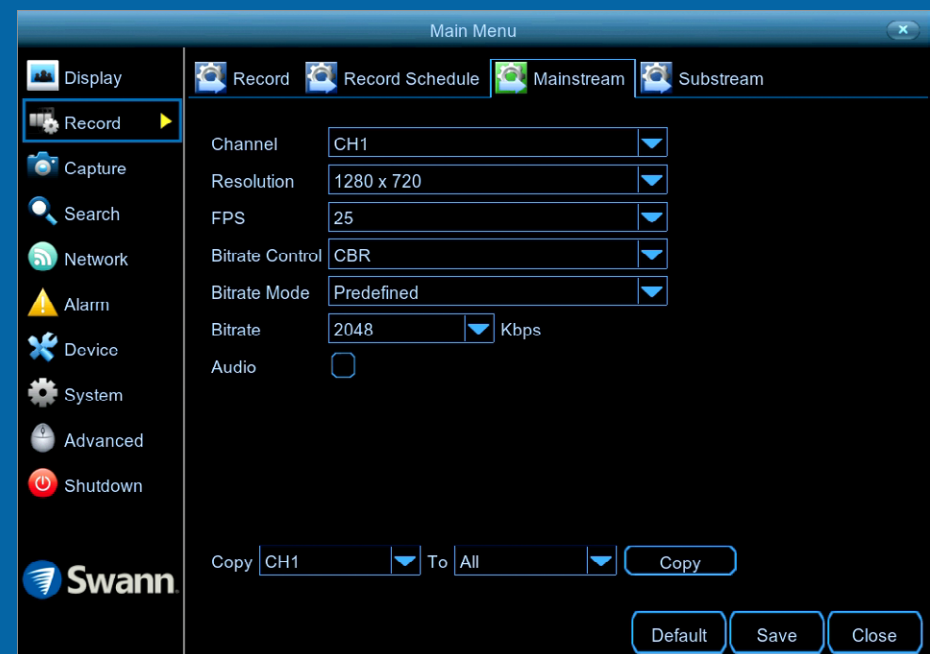 Main Menu
Display
Record
Capture
Search
Network
Alarm
Device
System
Advanced
Shutdown
Swann
Record Record Schedule Mainstream Substream
Channel CH1
Resolution 1280 x 720
FPS 25
Bitrate Control CBR
Bitrate Mode Predefined
Bitrate 2048 Kbps
Audio
Copy CH1 To All Copy
Default Save Close